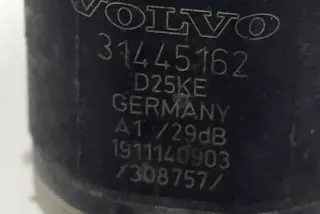 VOLVO
31445162
D25KE
GERMANY
A1 /29dB
1911140903
/308757/